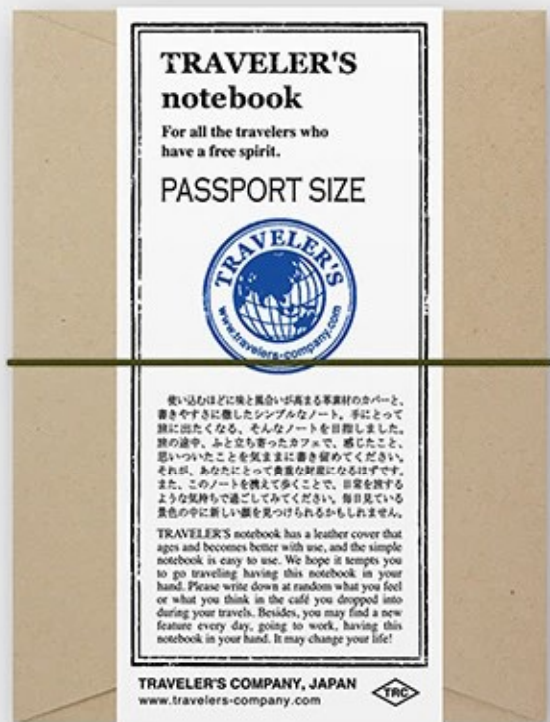 TRAVELER'S
notebook
For all the travelers who
have a free spirit.
PASSPORT SIZE
TRAVELER'S
www.travelers-company.com
使い込むほどに味と風合いが高まる革素材のカバーと、
書きやすさに徹したシンプルなノート。手にとって
旅に出たくなる、そんなノートを目指しました。
旅の途中、ふと立ち寄ったカフェで、感じたこと、
思いついたことを気ままに書き留めてください。
それが、あなたにとって貴重な財産になるはずです。
また、このノートを携えて歩くことで、日常を旅する
ような気持ちで過ごしてみてください。毎日見ている
景色の中に新しい顔を見つけられるかもしれません。
TRAVELER'S notebook has a leather cover that
ages and becomes better with use, and the simple
notebook is easy to use. We hope it tempts you
to go traveling having this notebook in your
hand. Please write down at random what you feel
or what you think in the café you dropped into
during your travels. Besides, you may find a new
feature every day, going to work, having this
notebook in your hand. It may change your life!
TRAVELER'S COMPANY, JAPAN
www.travelers-company.com
TRC